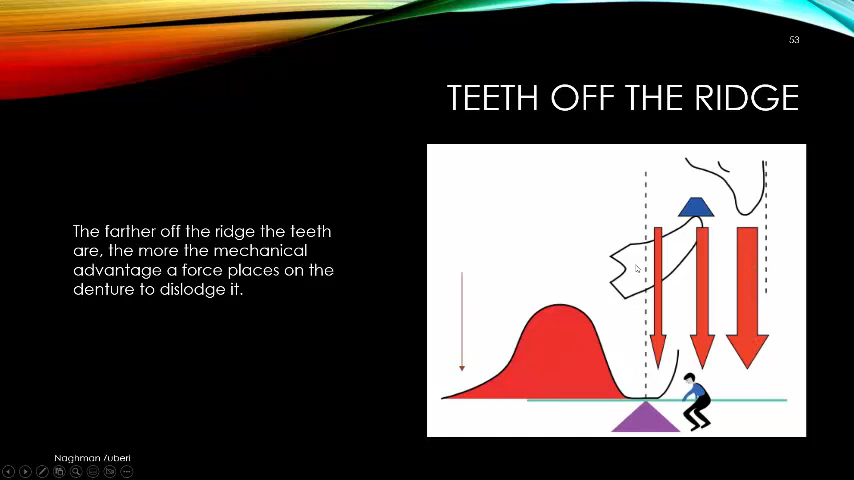 53
TEETH OFF THE RIDGE
The farther off the ridge the teeth
are, the more the mechanical
advantage a force places on the
denture to dislodge it.
Naghman Zuberi